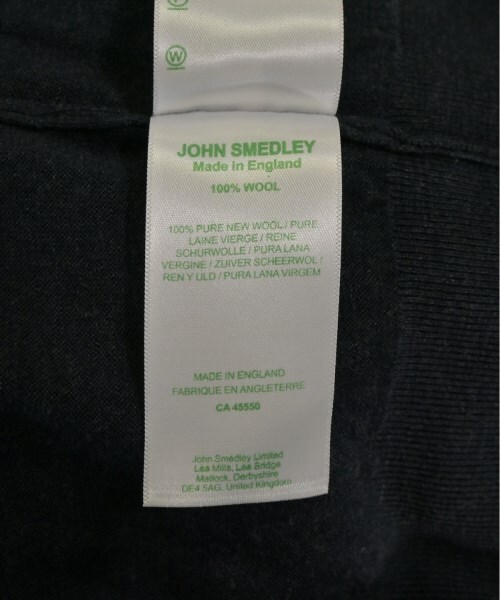 W
JOHN SMEDLEY
Made in England
100% WOOL
100% PURE NEW WOOL / PURE
LAINE VIERGE / REINE
SCHURWOLLE / PURA LANA
VERGINE / ZUIVER SCHEERWOL /
REN Y ULD / PURA LANA VIRGEM
MADE IN ENGLAND
FABRIQUE EN ANGLETERRE
CA 45550
John Smedley Limited
Lea Mills, Lea Bridge
Matlock, Derbyshire
DE4 5AG, United Kingdom